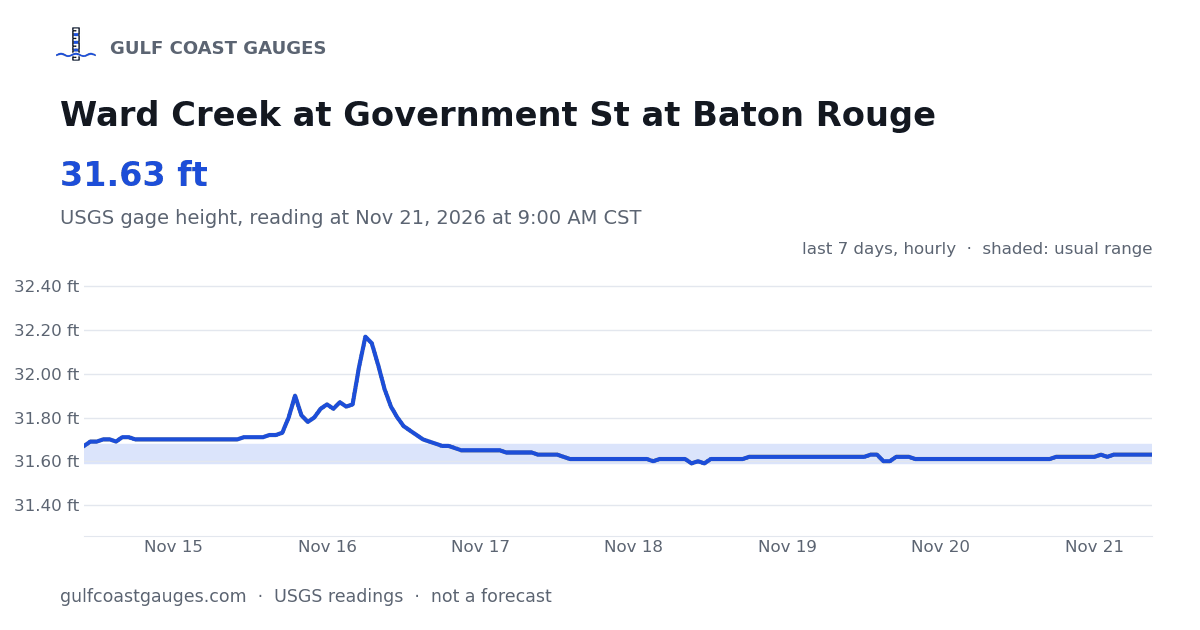 GULF COAST GAUGES
Ward Creek at Government St at Baton Rouge
31.63 ft
USGS gage height, reading at Nov 21, 2026 at 9:00 AM CST
last 7 days, hourly · shaded: usual range
32.40 ft
32.20 ft
32.00 ft
31.80 ft
31.60 ft
31.40 ft
Nov 15 Nov 16 Nov 17 Nov 18 Nov 19 Nov 20 Nov 21
gulfcoastgauges.com · USGS readings · not a forecast